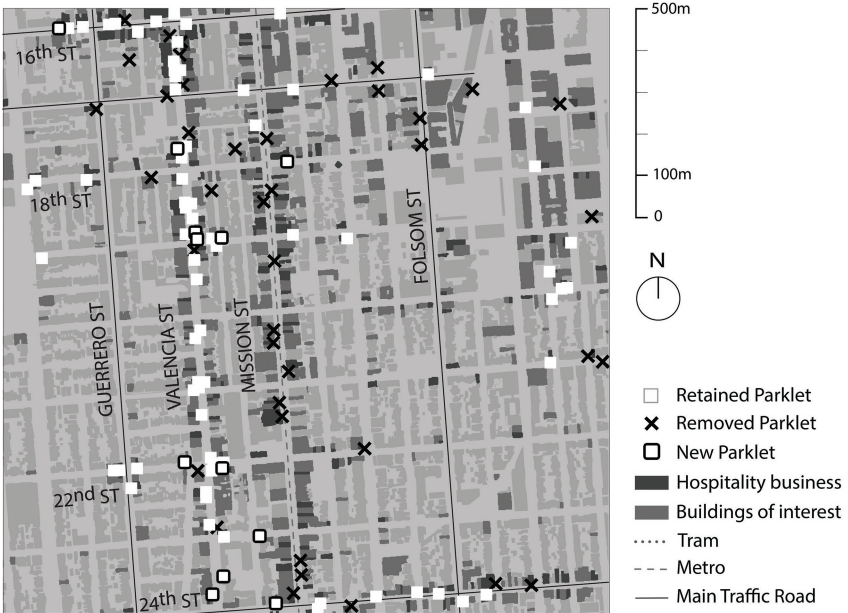 16th ST
18th ST
GUERRERO ST
VALENCIA ST
MISSION ST
FOLSOM ST
22nd ST
24th ST
500m
100m
0
N
Retained Parklet
Removed Parklet
New Parklet
Hospitality business
Buildings of interest
Tram
Metro
Main Traffic Road